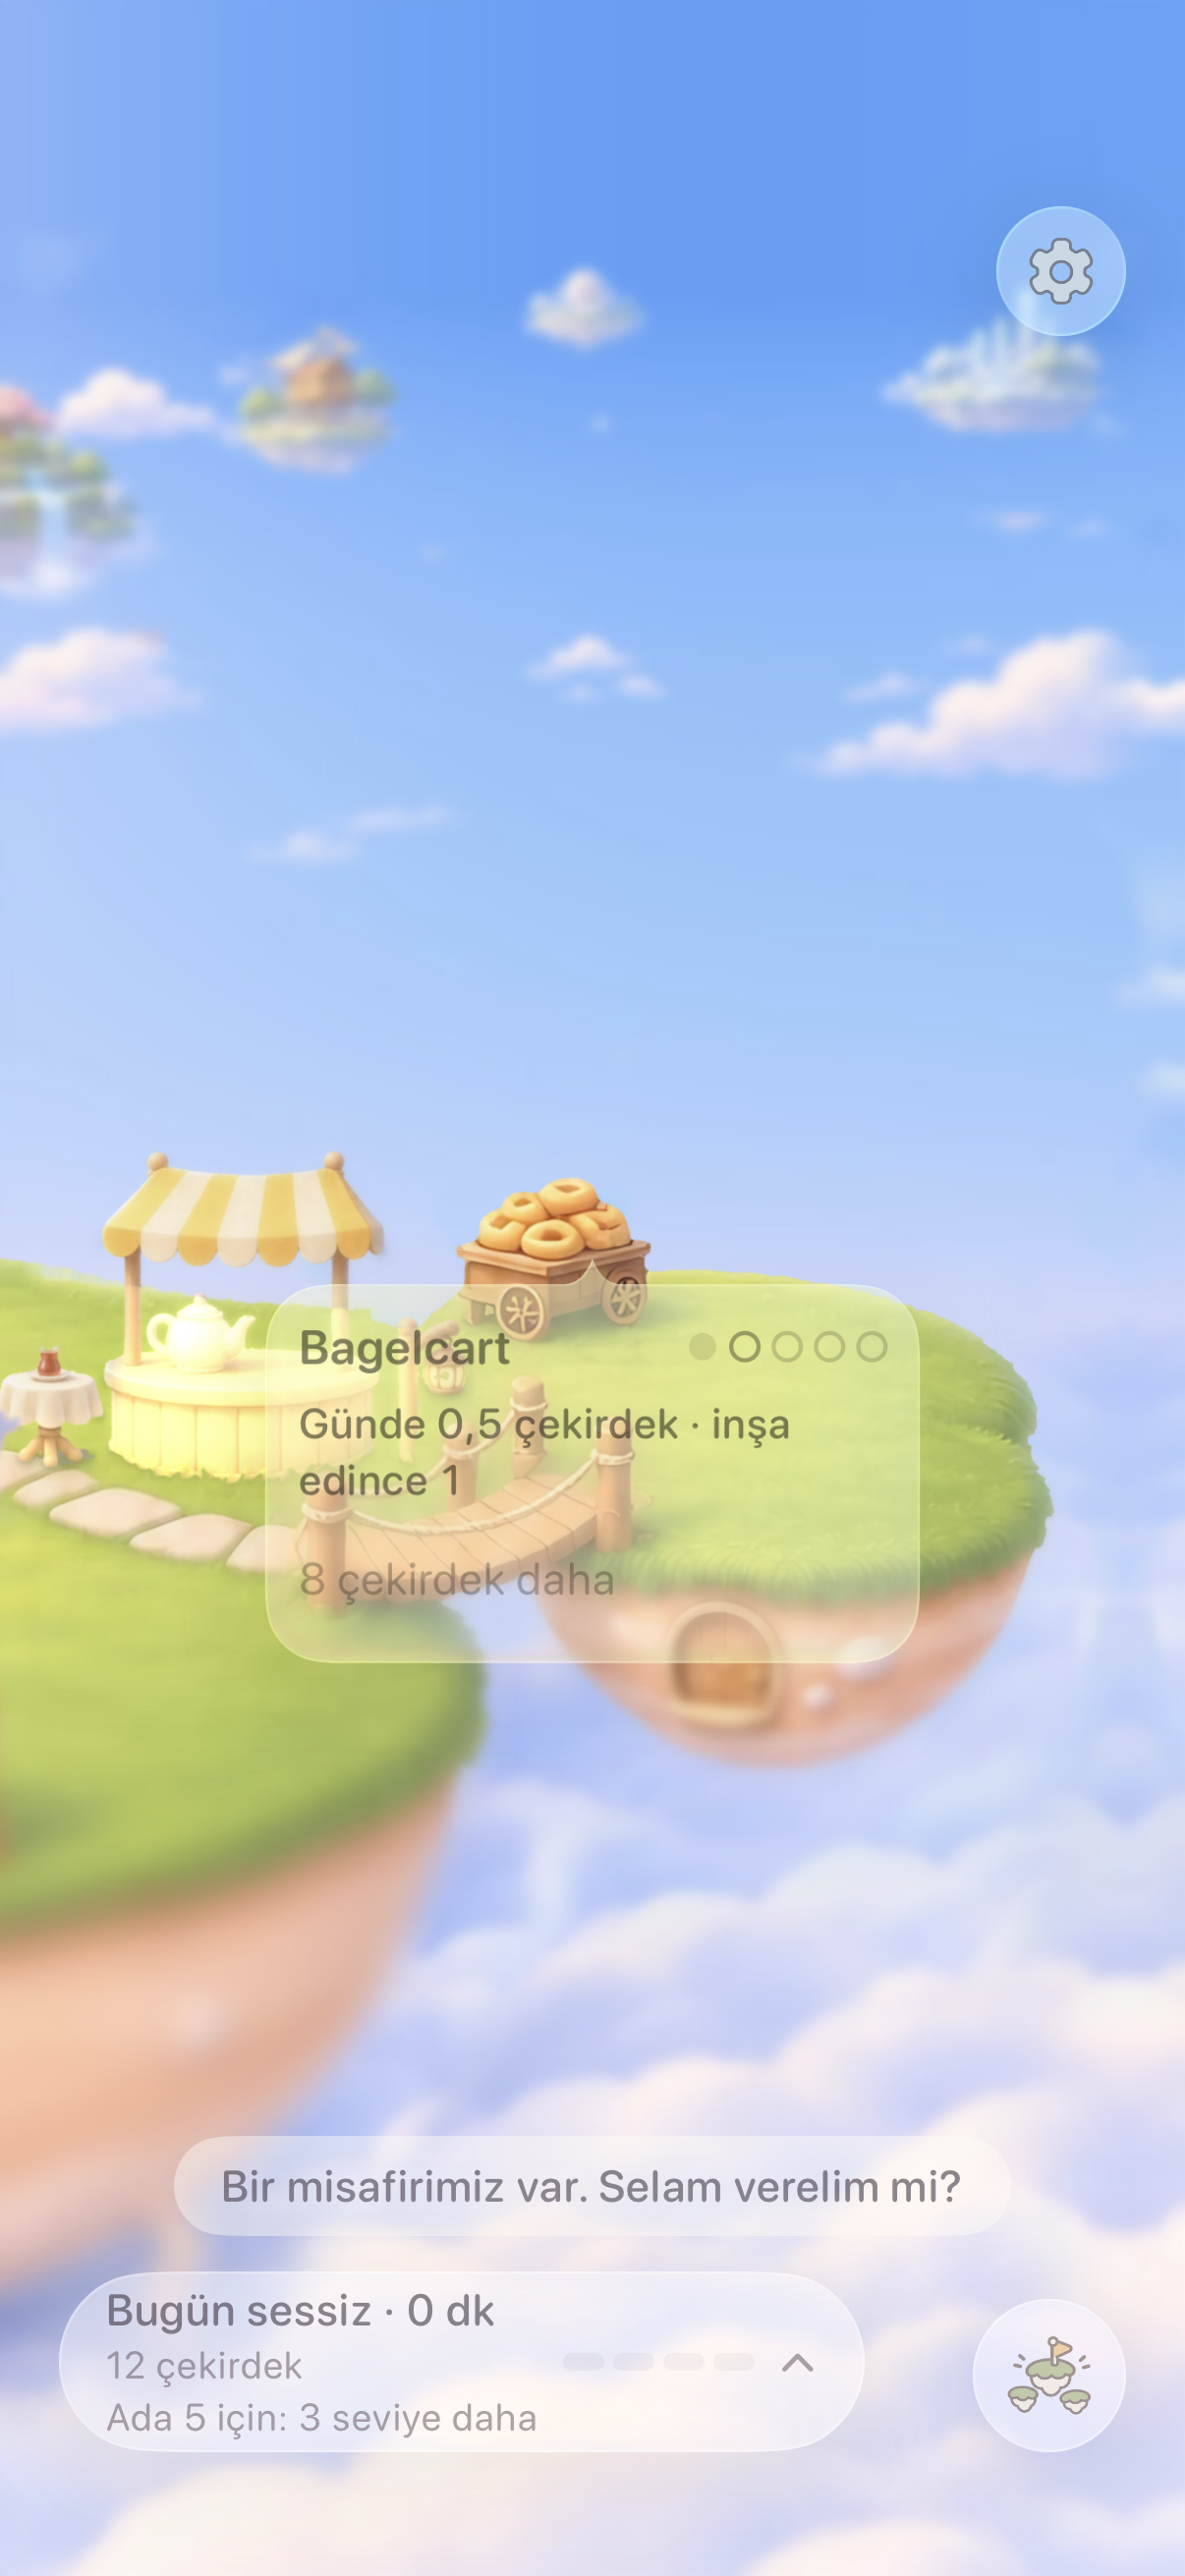 Bagelcart
Günde 0,5 çekirdek · inşa
edince 1
8 çekirdek daha
Bir misafirimiz var. Selam verelim mi?
Bugün sessiz · 0 dk
12 çekirdek
Ada 5 için: 3 seviye daha